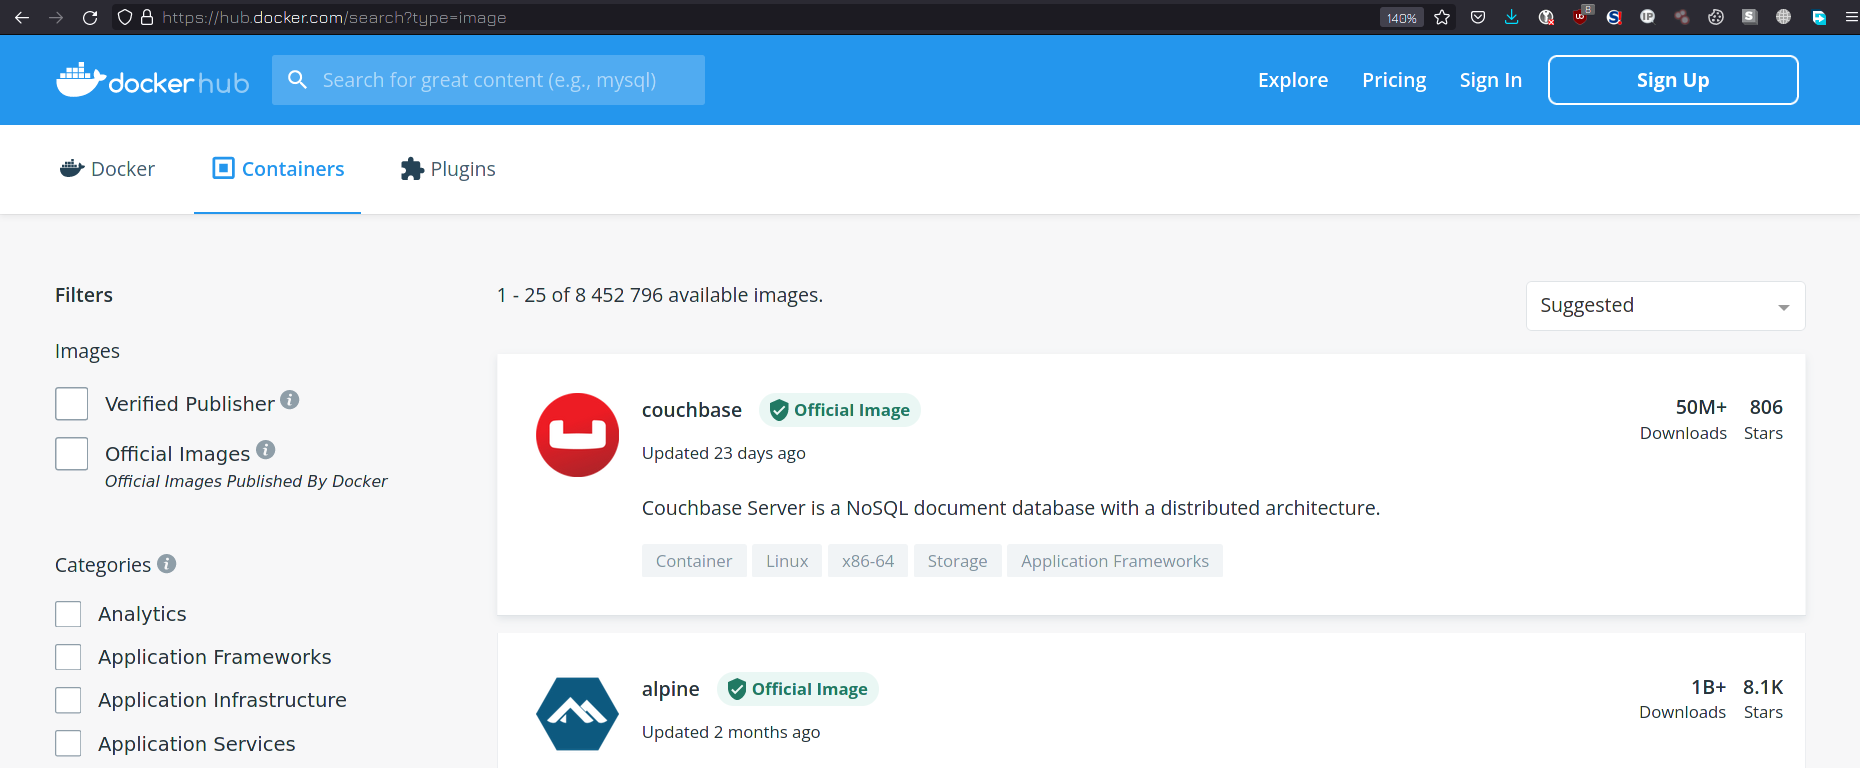 https://hub.docker.com/search?type=image
140%
docker hub
Search for great content (e.g., mysql)
Explore
Pricing
Sign In
Sign Up
Docker
Containers
Plugins
Filters
1 - 25 of 8 452 796 available images.
Suggested
Images
Verified Publisher
Official Images
Official Images Published By Docker
Categories
Analytics
Application Frameworks
Application Infrastructure
Application Services
couchbase
Official Image
50M+
806
Downloads
Stars
Updated 23 days ago
Couchbase Server is a NoSQL document database with a distributed architecture.
Container
Linux
x86-64
Storage
Application Frameworks
alpine
Official Image
1B+
8.1K
Downloads
Stars
Updated 2 months ago